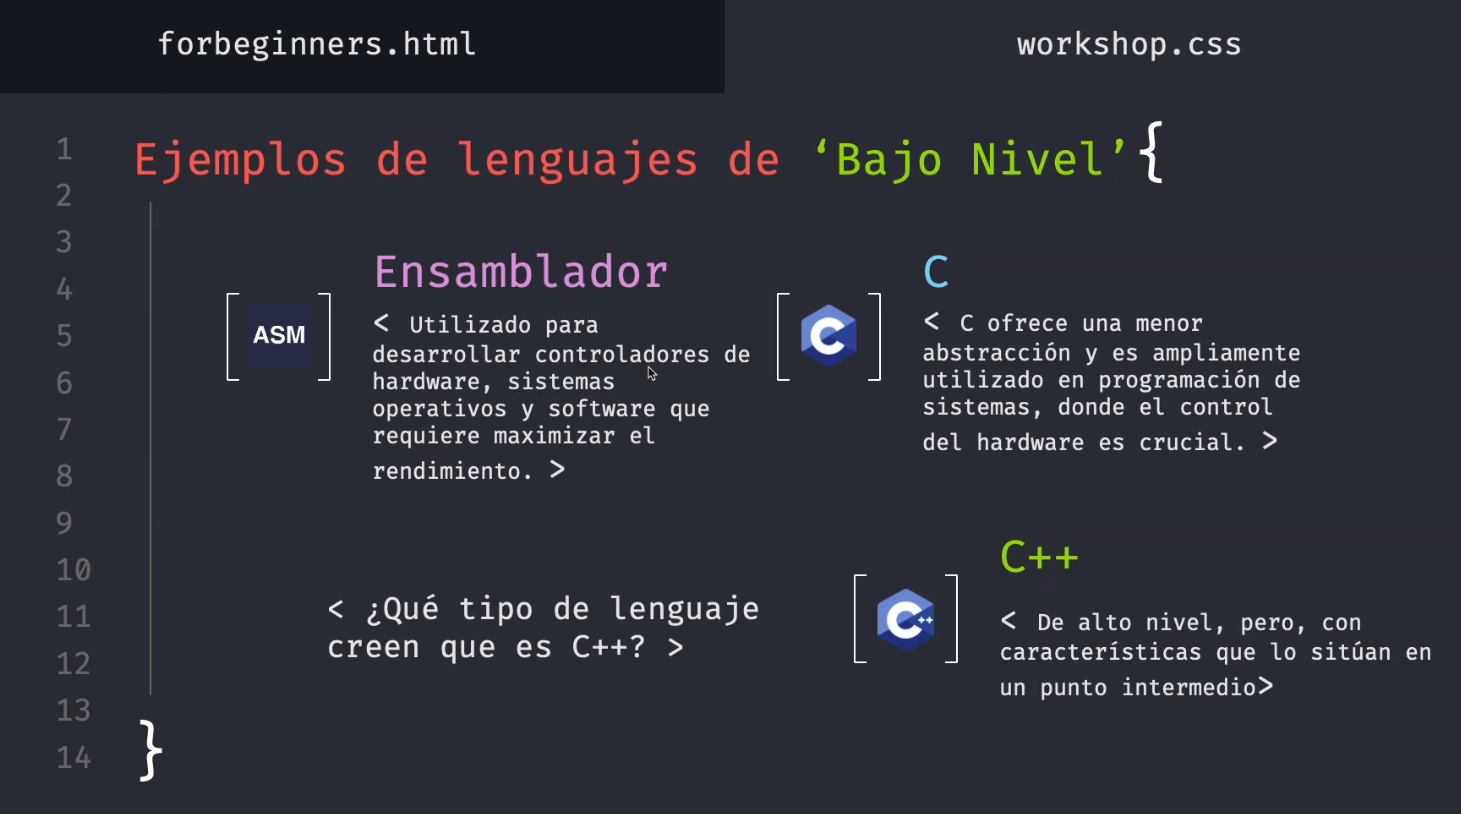 forbeginners.html
workshop.css
1
2
3
4
5
6
7
8
9
10
11
12
13
14
Ejemplos de lenguajes de ‘Bajo Nivel’{
Ensamblador
ASM
< Utilizado para
desarrollar controladores de
hardware, sistemas
operativos y software que
requiere maximizar el
rendimiento. >
C
C
< C ofrece una menor
abstracción y es ampliamente
utilizado en programación de
sistemas, donde el control
del hardware es crucial. >
< ¿Qué tipo de lenguaje
creen que es C++? >
C++
C++
< De alto nivel, pero, con
características que lo sitúan en
un punto intermedio>
}